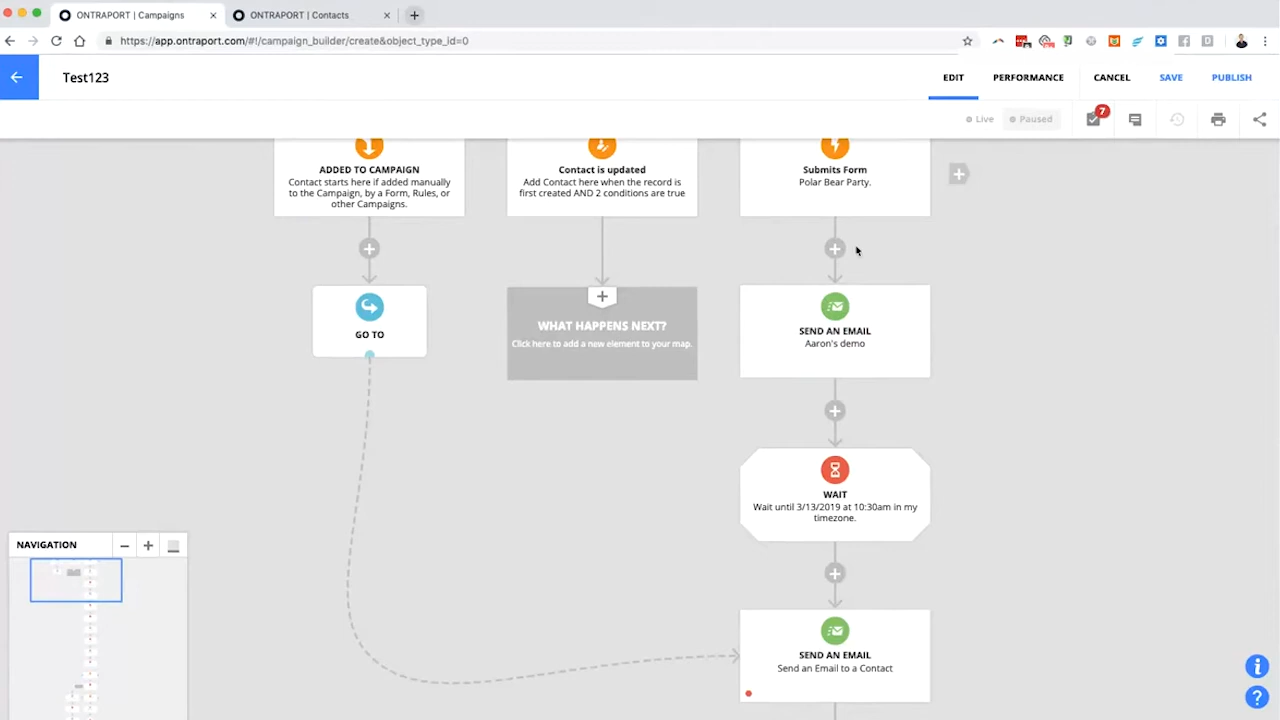 ONTRAPORT | Campaigns
ONTRAPORT | Contacts
https://app.ontraport.com/#!/campaign_builder/create&object_type_id=0
Test123
EDIT
PERFORMANCE
CANCEL
SAVE
PUBLISH
Live
Paused
7
ADDED TO CAMPAIGN
Contact starts here if added manually
to the Campaign, by a Form, Rules, or
other Campaigns.
Contact is updated
Add Contact here when the record is
first created AND 2 conditions are true
Submits Form
Polar Bear Party.
GO TO
WHAT HAPPENS NEXT?
Click here to add a new element to your map.
SEND AN EMAIL
Aaron's demo
WAIT
Wait until 3/13/2019 at 10:30am in my
timezone.
SEND AN EMAIL
Send an Email to a Contact
NAVIGATION